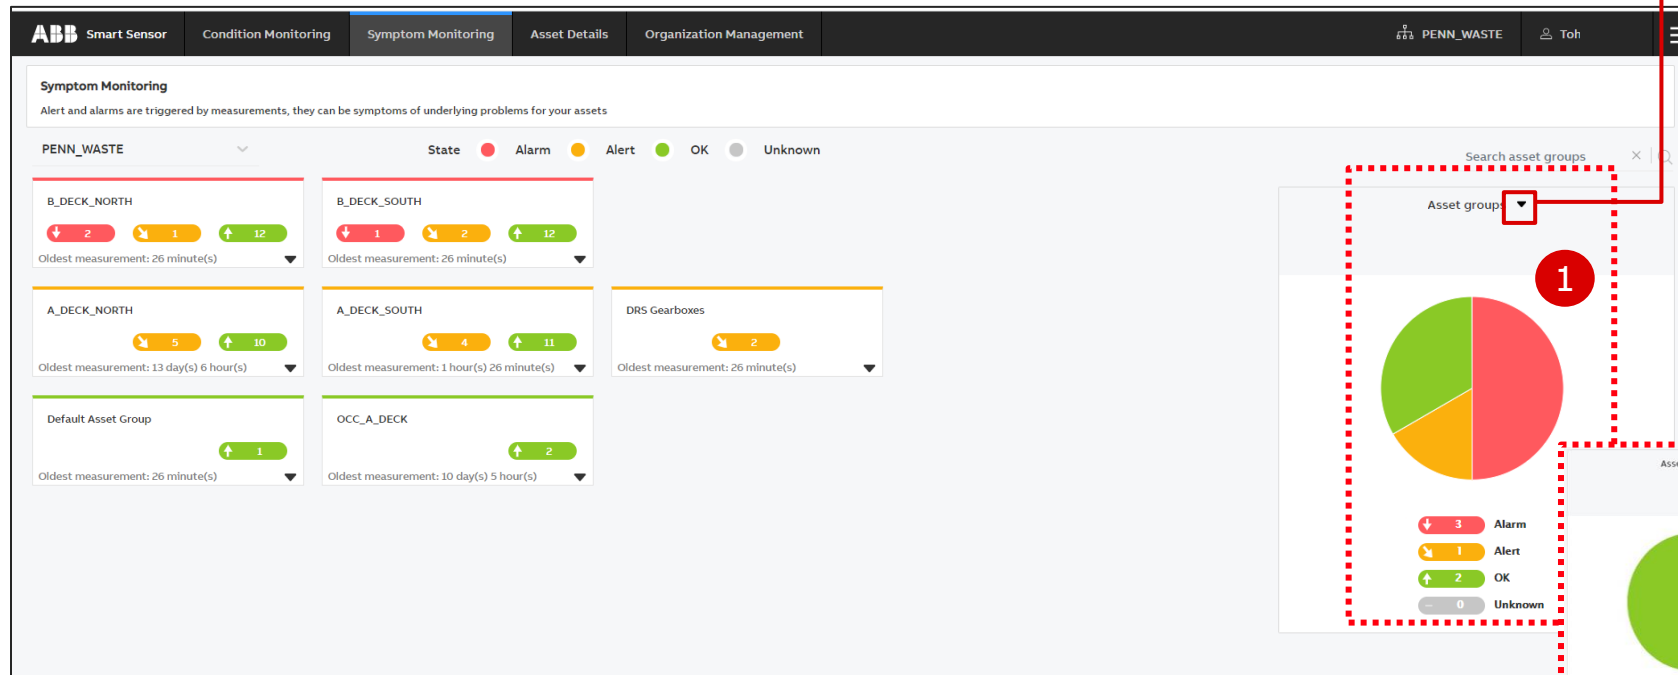 ABB Smart Sensor Condition Monitoring Symptom Monitoring Asset Details Organization Management PENN_WASTE Toh
Symptom Monitoring
Alert and alarms are triggered by measurements, they can be symptoms of underlying problems for your assets
PENN_WASTE State Alarm Alert OK Unknown
Search asset groups
B_DECK_NORTH
2 1 12
Oldest measurement: 26 minute(s)
B_DECK_SOUTH
1 2 12
Oldest measurement: 26 minute(s)
A_DECK_NORTH
5 10
Oldest measurement: 13 day(s) 6 hour(s)
A_DECK_SOUTH
4 11
Oldest measurement: 1 hour(s) 26 minute(s)
DRS Gearboxes
2
Oldest measurement: 26 minute(s)
Default Asset Group
1
Oldest measurement: 26 minute(s)
OCC_A_DECK
2
Oldest measurement: 10 day(s) 5 hour(s)
Asset groups
1
3 Alarm
1 Alert
2 OK
0 Unknown